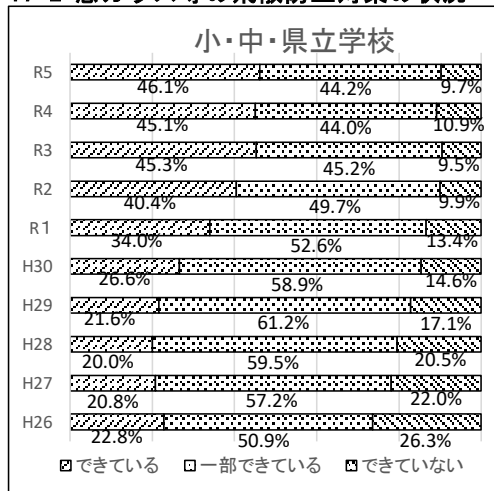 小・中・県立学校
R5
46.1% 44.2% 9.7%
R4
45.1% 44.0% 10.9%
R3
45.3% 45.2% 9.5%
R2
40.4% 49.7% 9.9%
R1
34.0% 52.6% 13.4%
H30
26.6% 58.9% 14.6%
H29
21.6% 61.2% 17.1%
H28
20.0% 59.5% 20.5%
H27
20.8% 57.2% 22.0%
H26
22.8% 50.9% 26.3%
できている 一部できている できていない